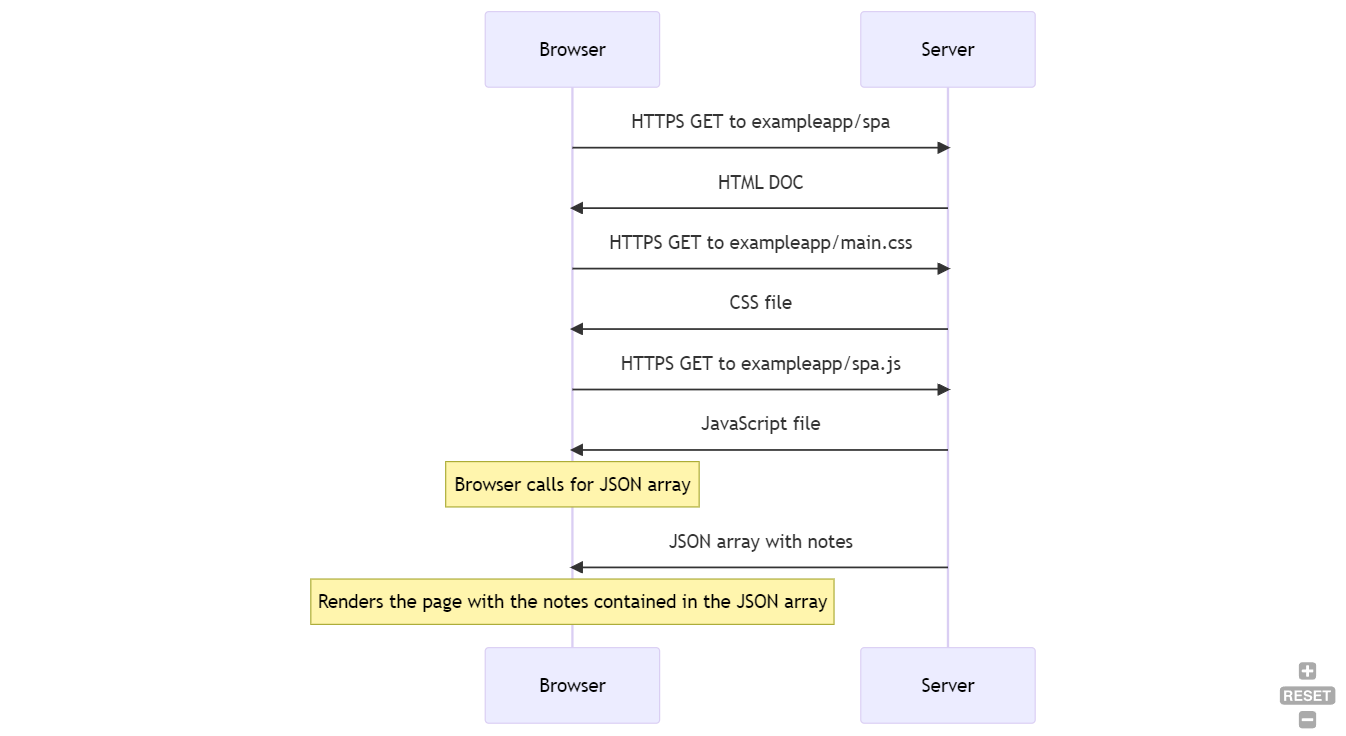 Browser
Server
HTTPS GET to exampleapp/spa
HTML DOC
HTTPS GET to exampleapp/main.css
CSS file
HTTPS GET to exampleapp/spa.js
JavaScript file
Browser calls for JSON array
JSON array with notes
Renders the page with the notes contained in the JSON array
Browser
Server
RESET